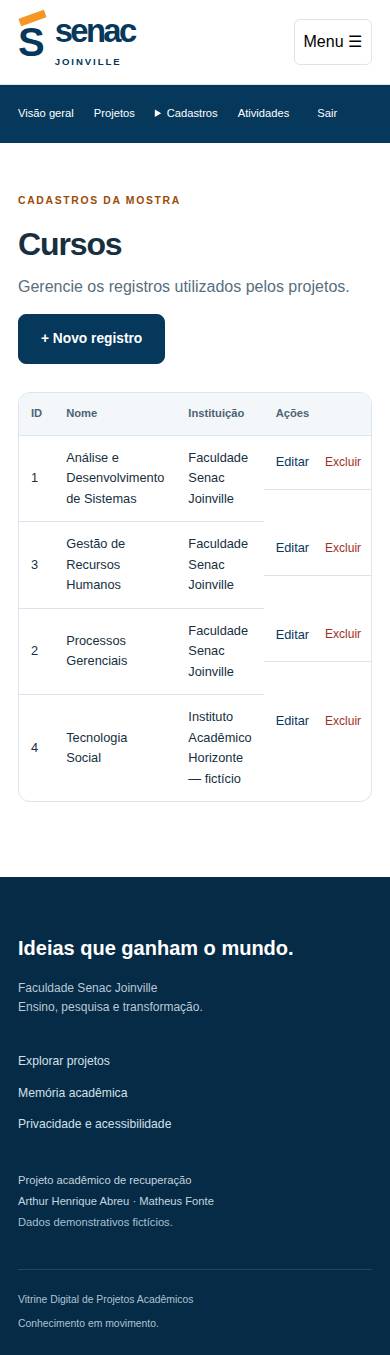 S senac
JOINVILLE
Menu ☰
Visão geral Projetos ▶ Cadastros Atividades Sair
CADASTROS DA MOSTRA
Cursos
Gerencie os registros utilizados pelos projetos.
+ Novo registro
ID Nome Instituição Ações
1 Análise e Desenvolvimento de Sistemas Faculdade Senac Joinville Editar Excluir
3 Gestão de Recursos Humanos Faculdade Senac Joinville Editar Excluir
2 Processos Gerenciais Faculdade Senac Joinville Editar Excluir
4 Tecnologia Social Instituto Acadêmico Horizonte — fictício Editar Excluir
Ideias que ganham o mundo.
Faculdade Senac Joinville
Ensino, pesquisa e transformação.
Explorar projetos
Memória acadêmica
Privacidade e acessibilidade
Projeto acadêmico de recuperação
Arthur Henrique Abreu · Matheus Fonte
Dados demonstrativos fictícios.
Vitrine Digital de Projetos Acadêmicos
Conhecimento em movimento.